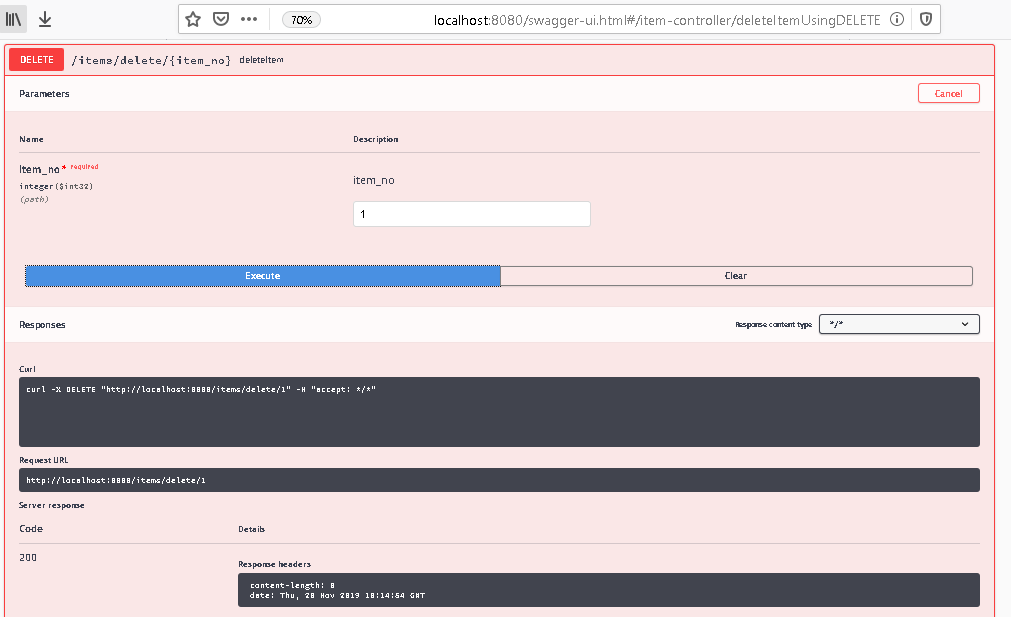 70%
localhost:8080/swagger-ui.html#/item-controller/deleteItemUsingDELETE
DELETE /items/delete/{item_no} deleteItem
Parameters
Cancel
Name Description
item_no * required
integer($int32)
(path)
item_no
1
Execute Clear
Responses
Response content type */*
Curl
curl -X DELETE "http://localhost:8080/items/delete/1" -H "accept: */*"
Request URL
http://localhost:8080/items/delete/1
Server response
Code Details
200
Response headers
content-length: 0
date: Thu, 28 Nov 2019 18:14:54 GMT